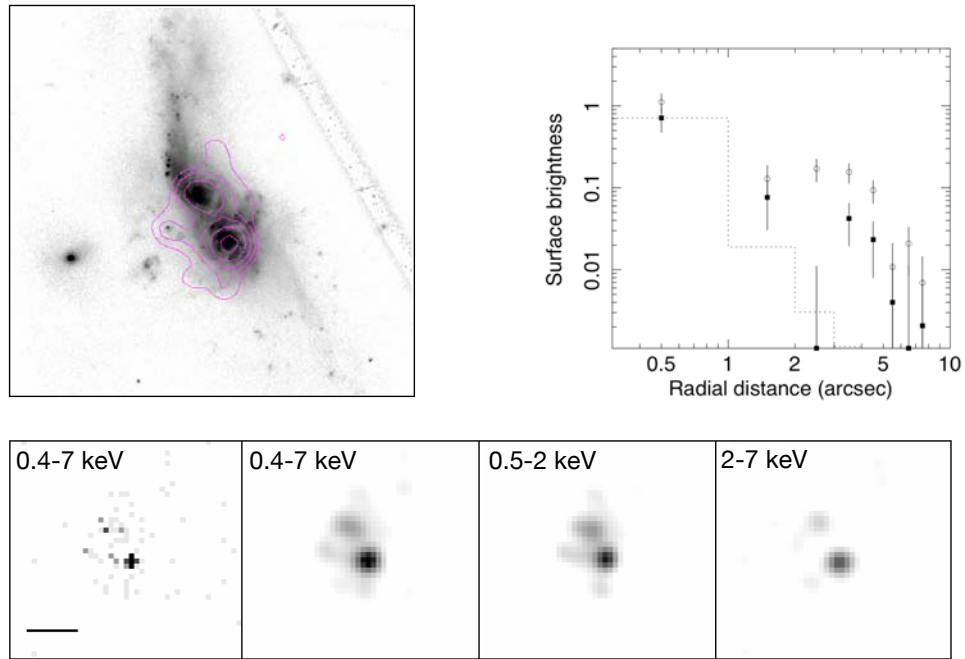 Surface brightness
1
0.1
0.01
0.5 1 2 5 10
Radial distance (arcsec)
0.4-7 keV
0.4-7 keV
0.5-2 keV
2-7 keV